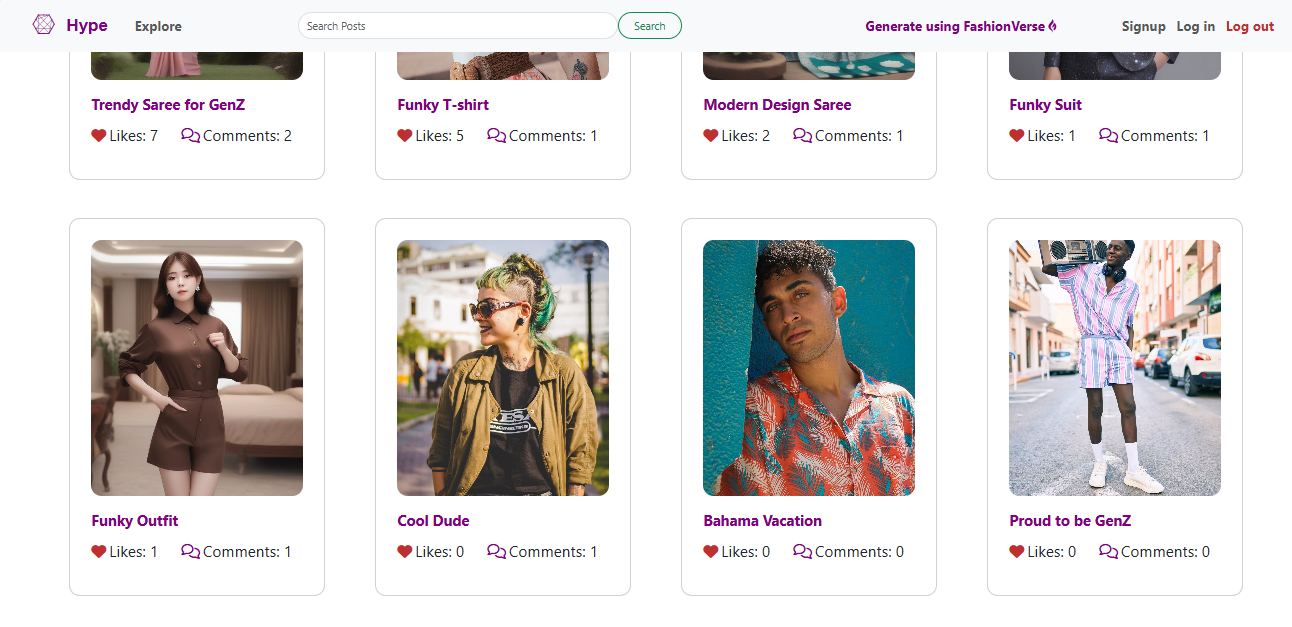 Hype Explore Search Posts Search Generate using FashionVerse Signup Log in Log out
Trendy Saree for GenZ
Likes: 7 Comments: 2
Funky T-shirt
Likes: 5 Comments: 1
Modern Design Saree
Likes: 2 Comments: 1
Funky Suit
Likes: 1 Comments: 1
Funky Outfit
Likes: 1 Comments: 1
Cool Dude
Likes: 0 Comments: 1
Bahama Vacation
Likes: 0 Comments: 0
Proud to be GenZ
Likes: 0 Comments: 0